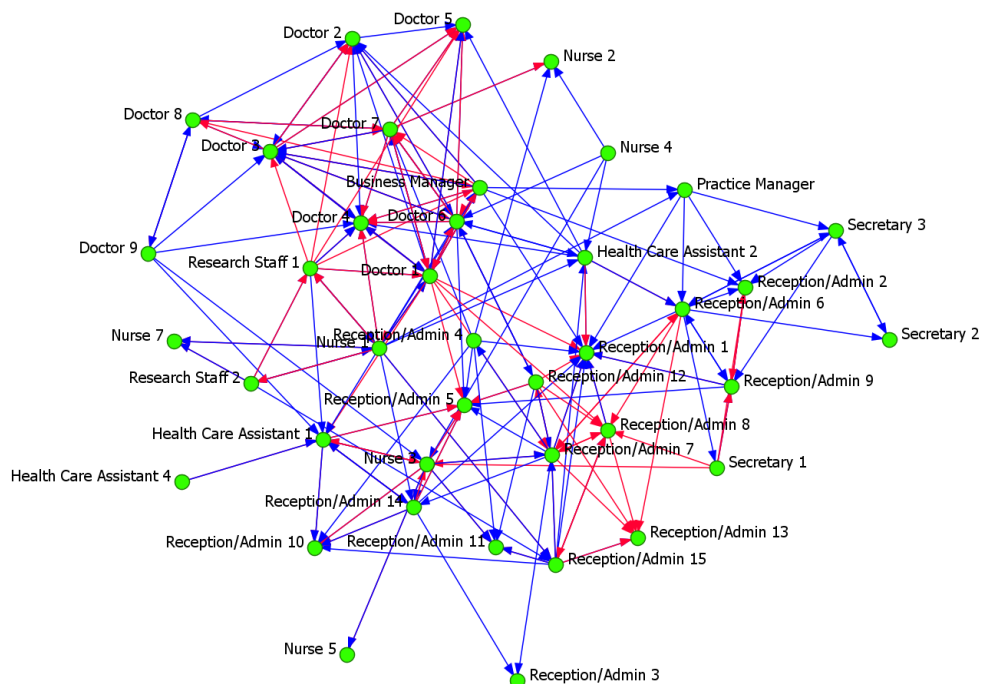 Doctor 5
Doctor 2
Nurse 2
Doctor 8
Doctor 7
Doctor 3
Nurse 4
Business Manager
Practice Manager
Doctor 4
Doctor 6
Secretary 3
Doctor 9
Health Care Assistant 2
Research Staff 1
Doctor 1
Reception/Admin 2
Reception/Admin 6
Nurse 7
Nurse 1
Reception/Admin 4
Secretary 2
Reception/Admin 1
Research Staff 2
Reception/Admin 12
Reception/Admin 9
Reception/Admin 5
Reception/Admin 8
Health Care Assistant 1
Reception/Admin 7
Nurse 3
Secretary 1
Health Care Assistant 4
Reception/Admin 14
Reception/Admin 13
Reception/Admin 10
Reception/Admin 11
Reception/Admin 15
Nurse 5
Reception/Admin 3